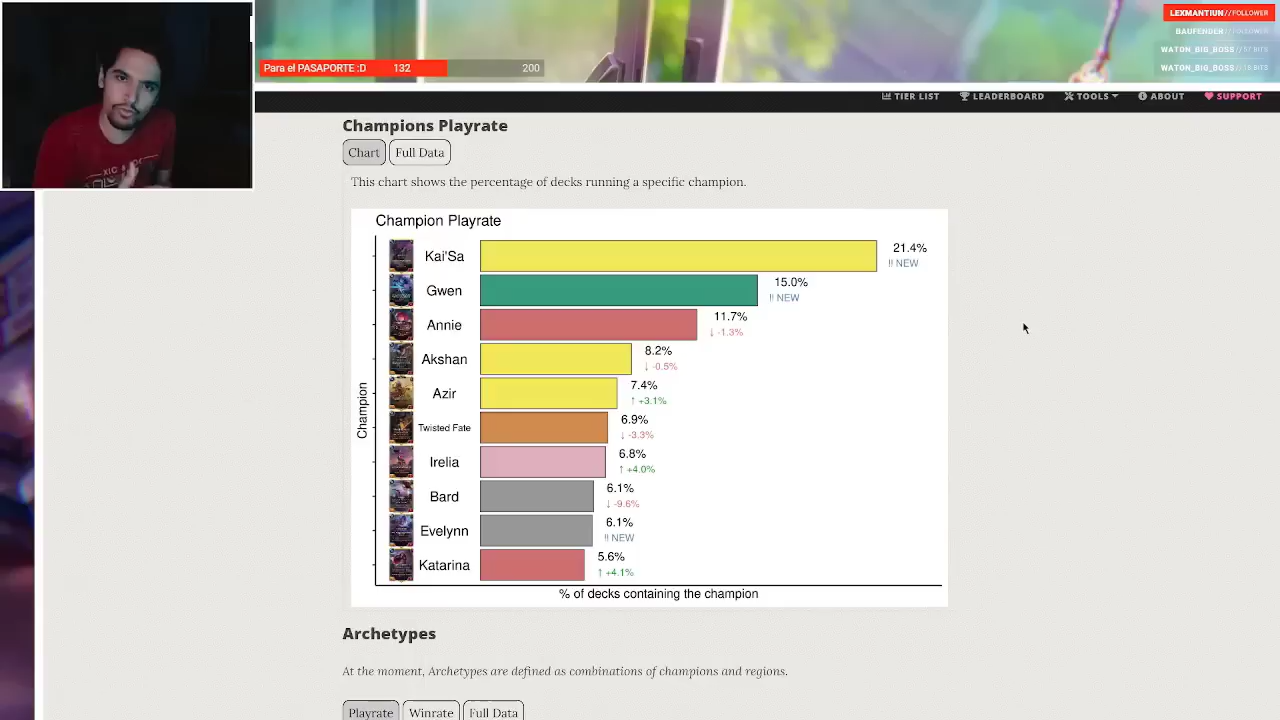 LEXMANTIUN//FOLLOWER
BAUFENDER///FOLLOWER
WATON_BIG_BOSS
WATON_BIG_BOSS
Para el PASAPORTE :D 132 200
TIER LIST LEADERBOARD TOOLS ABOUT SUPPORT
Champions Playrate
Chart Full Data
This chart shows the percentage of decks running a specific champion.
Champion Playrate
Kai'Sa 21.4%
!! NEW
Gwen 15.0%
!! NEW
Annie 11.7%
↓ -1.3%
Akshan 8.2%
↓ -0.5%
Azir 7.4%
↑ +3.1%
Twisted Fate 6.9%
↓ -3.3%
Irelia 6.8%
↑ +4.0%
Bard 6.1%
↓ -9.6%
Evelynn 6.1%
!! NEW
Katarina 5.6%
↑ +4.1%
Champion
% of decks containing the champion
Archetypes
At the moment, Archetypes are defined as combinations of champions and regions.
Playrate Winrate Full Data